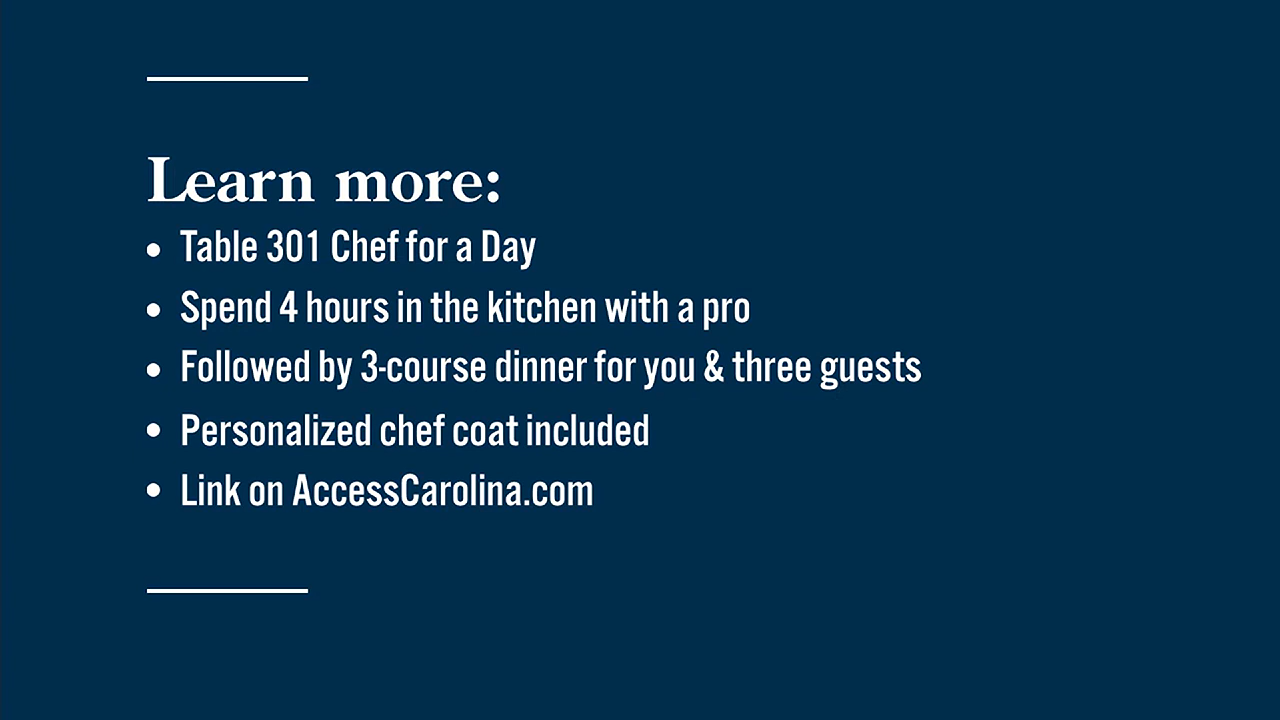 Learn more:
• Table 301 Chef for a Day
• Spend 4 hours in the kitchen with a pro
• Followed by 3-course dinner for you & three guests
• Personalized chef coat included
• Link on AccessCarolina.com